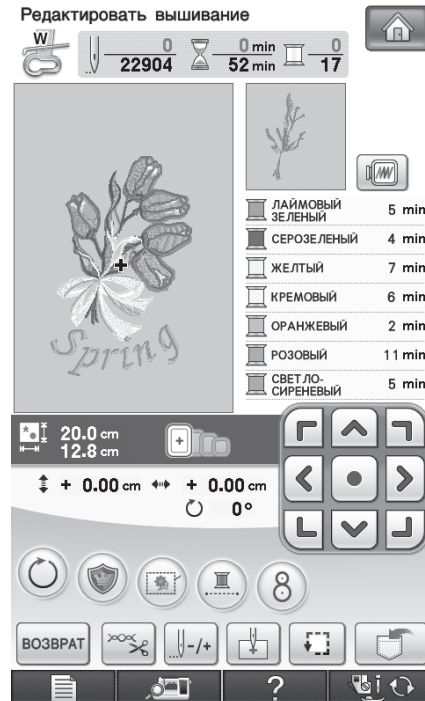 Редактировать вышивание
W
0 0 min 0
22904 52 min 17
ЛАЙМОВЫЙ
ЗЕЛЕНЫЙ 5 min
СЕРОЗЕЛЕНЫЙ 4 min
ЖЕЛТЫЙ 7 min
КРЕМОВЫЙ 6 min
ОРАНЖЕВЫЙ 2 min
РОЗОВЫЙ 11 min
СВЕТЛО-
СИРЕНЕВЫЙ 5 min
Spring
20.0 cm
12.8 cm
+ 0.00 cm + 0.00 cm
0°
ВОЗВРАТ
-/+
?